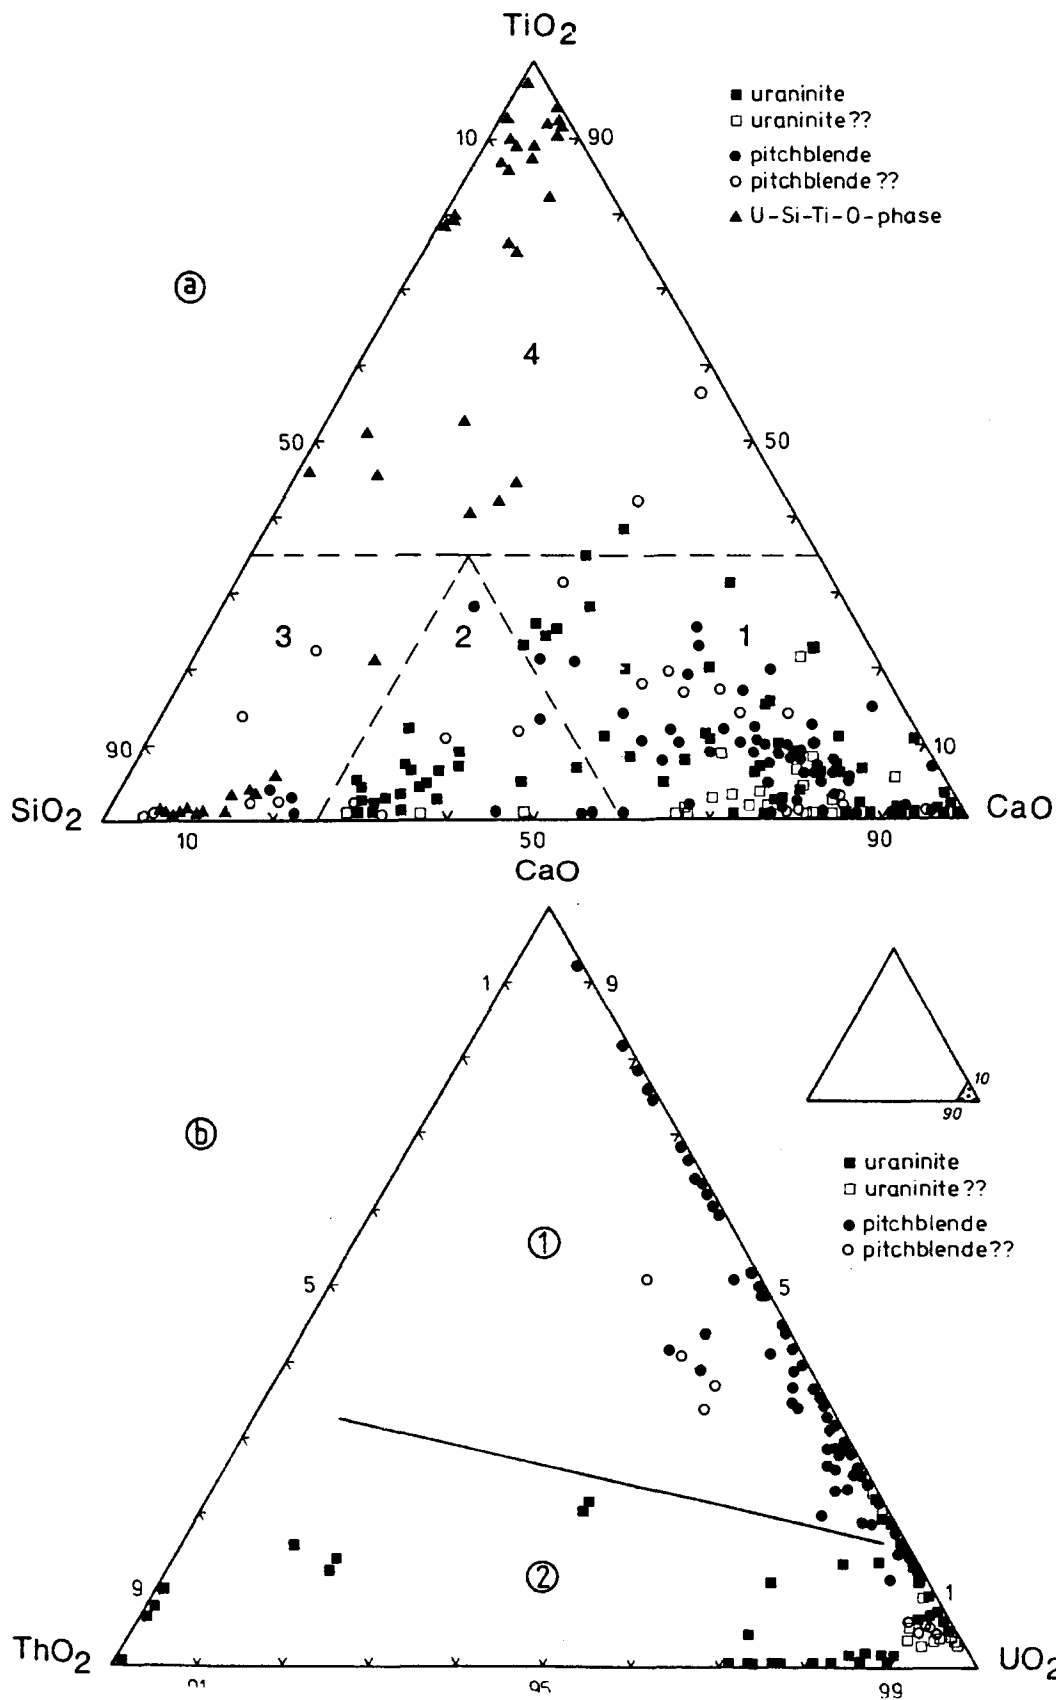 TiO2
■ uraninite
□ uraninite??
● pitchblende
○ pitchblende??
▲ U-Si-Ti-O-phase
10
90
a
4
50
50
3
2
1
90
10
SiO2
CaO
10
50
90
CaO
1
9
10
90
b
■ uraninite
□ uraninite??
● pitchblende
○ pitchblende??
1
5
5
2
9
1
ThO2
UO2
95
99